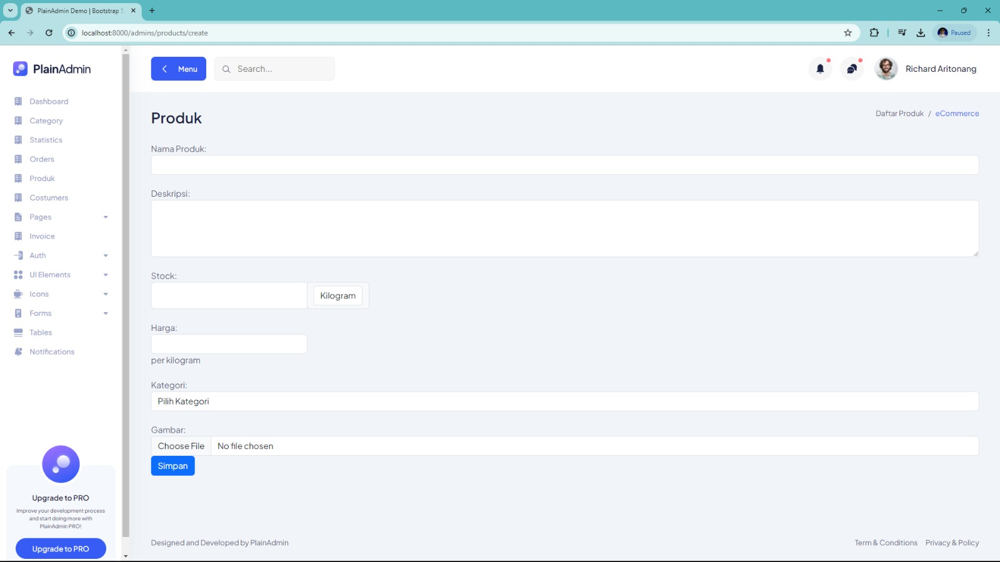 PlainAdmin Demo | Bootstrap 5
localhost:8000/admins/products/create
Paused
PlainAdmin
Menu
Search...
Richard Aritonang
Dashboard
Category
Statistics
Orders
Produk
Costumers
Pages
Invoice
Auth
UI Elements
Icons
Forms
Tables
Notifications
Upgrade to PRO
Improve your development process
and start doing more with
PlainAdmin PRO!
Upgrade to PRO
Produk
Daftar Produk / eCommerce
Nama Produk:
Deskripsi:
Stock:
Kilogram
Harga:
per kilogram
Kategori:
Pilih Kategori
Gambar:
Choose File No file chosen
Simpan
Designed and Developed by PlainAdmin
Term & Conditions Privacy & Policy